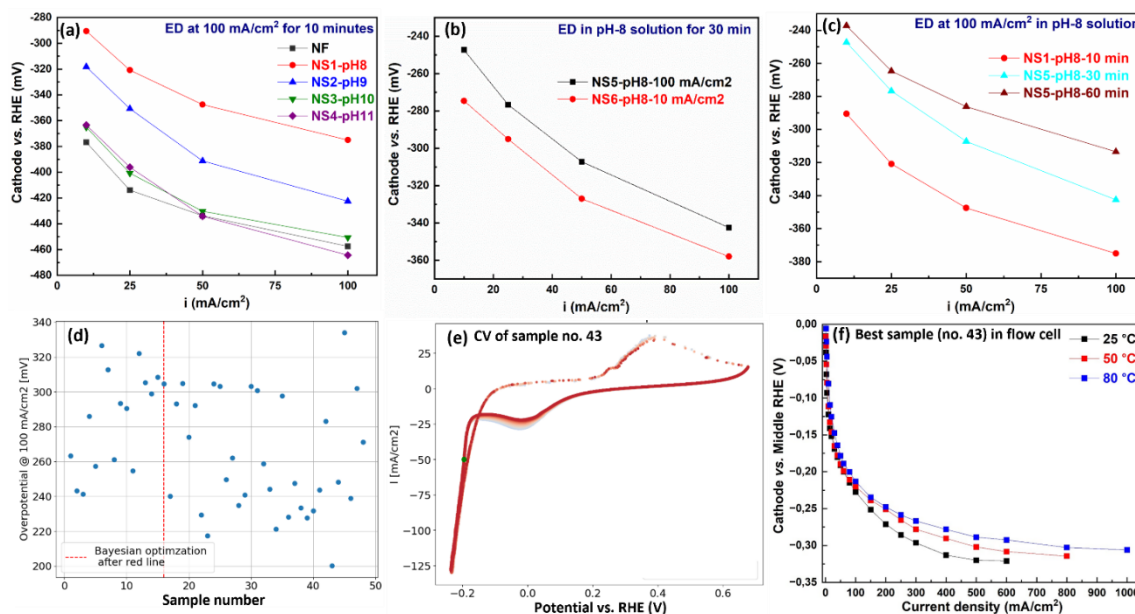 (a)
ED at 100 mA/cm² for 10 minutes
NF
NS1-pH8
NS2-pH9
NS3-pH10
NS4-pH11
Cathode vs. RHE (mV)
-280
-300
-320
-340
-360
-380
-400
-420
-440
-460
-480
0 25 50 75 100
i (mA/cm²)
(b)
ED in pH-8 solution for 30 min
NS5-pH8-100 mA/cm2
NS6-pH8-10 mA/cm2
Cathode vs. RHE (mV)
-240
-260
-280
-300
-320
-340
-360
0 25 50 75 100
i (mA/cm²)
(c)
ED at 100 mA/cm² in pH-8 solution
NS1-pH8-10 min
NS5-pH8-30 min
NS5-pH8-60 min
Cathode vs. RHE (mV)
-240
-260
-280
-300
-320
-340
-360
-380
0 25 50 75 100
i (mA/cm²)
(d)
Overpotential @ 100 mA/cm2 [mV]
340
320
300
280
260
240
220
200
Bayesian optimzation
after red line
0 10 20 30 40 50
Sample number
(e)
CV of sample no. 43
I [mA/cm2]
25
0
−25
−50
−75
−100
−125
−0.2 0.0 0.2 0.4 0.6
Potential vs. RHE (V)
(f)
Best sample (no. 43) in flow cell
25 °C
50 °C
80 °C
Cathode vs. Middle RHE (V)
0,00
-0,05
-0,10
-0,15
-0,20
-0,25
-0,30
-0,35
0 100 200 300 400 500 600 700 800 900 1000
Current density (mA/cm²)